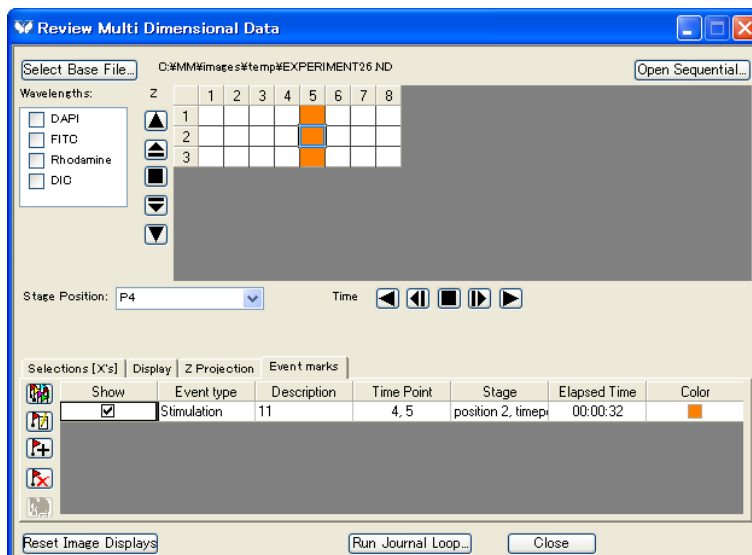 Review Multi Dimensional Data
Select Base File...
C:¥MM¥images¥temp¥EXPERIMENT26.ND
Open Sequential...
Wavelengths:
Z
1 2 3 4 5 6 7 8
DAPI
FITC
Rhodamine
DIC
1
2
3
Stage Position: P4
Time
Selections [X's] Display Z Projection Event marks
Show Event type Description Time Point Stage Elapsed Time Color
Stimulation 11 4, 5 position 2, timep 00:00:32
Reset Image Displays Run Journal Loop... Close